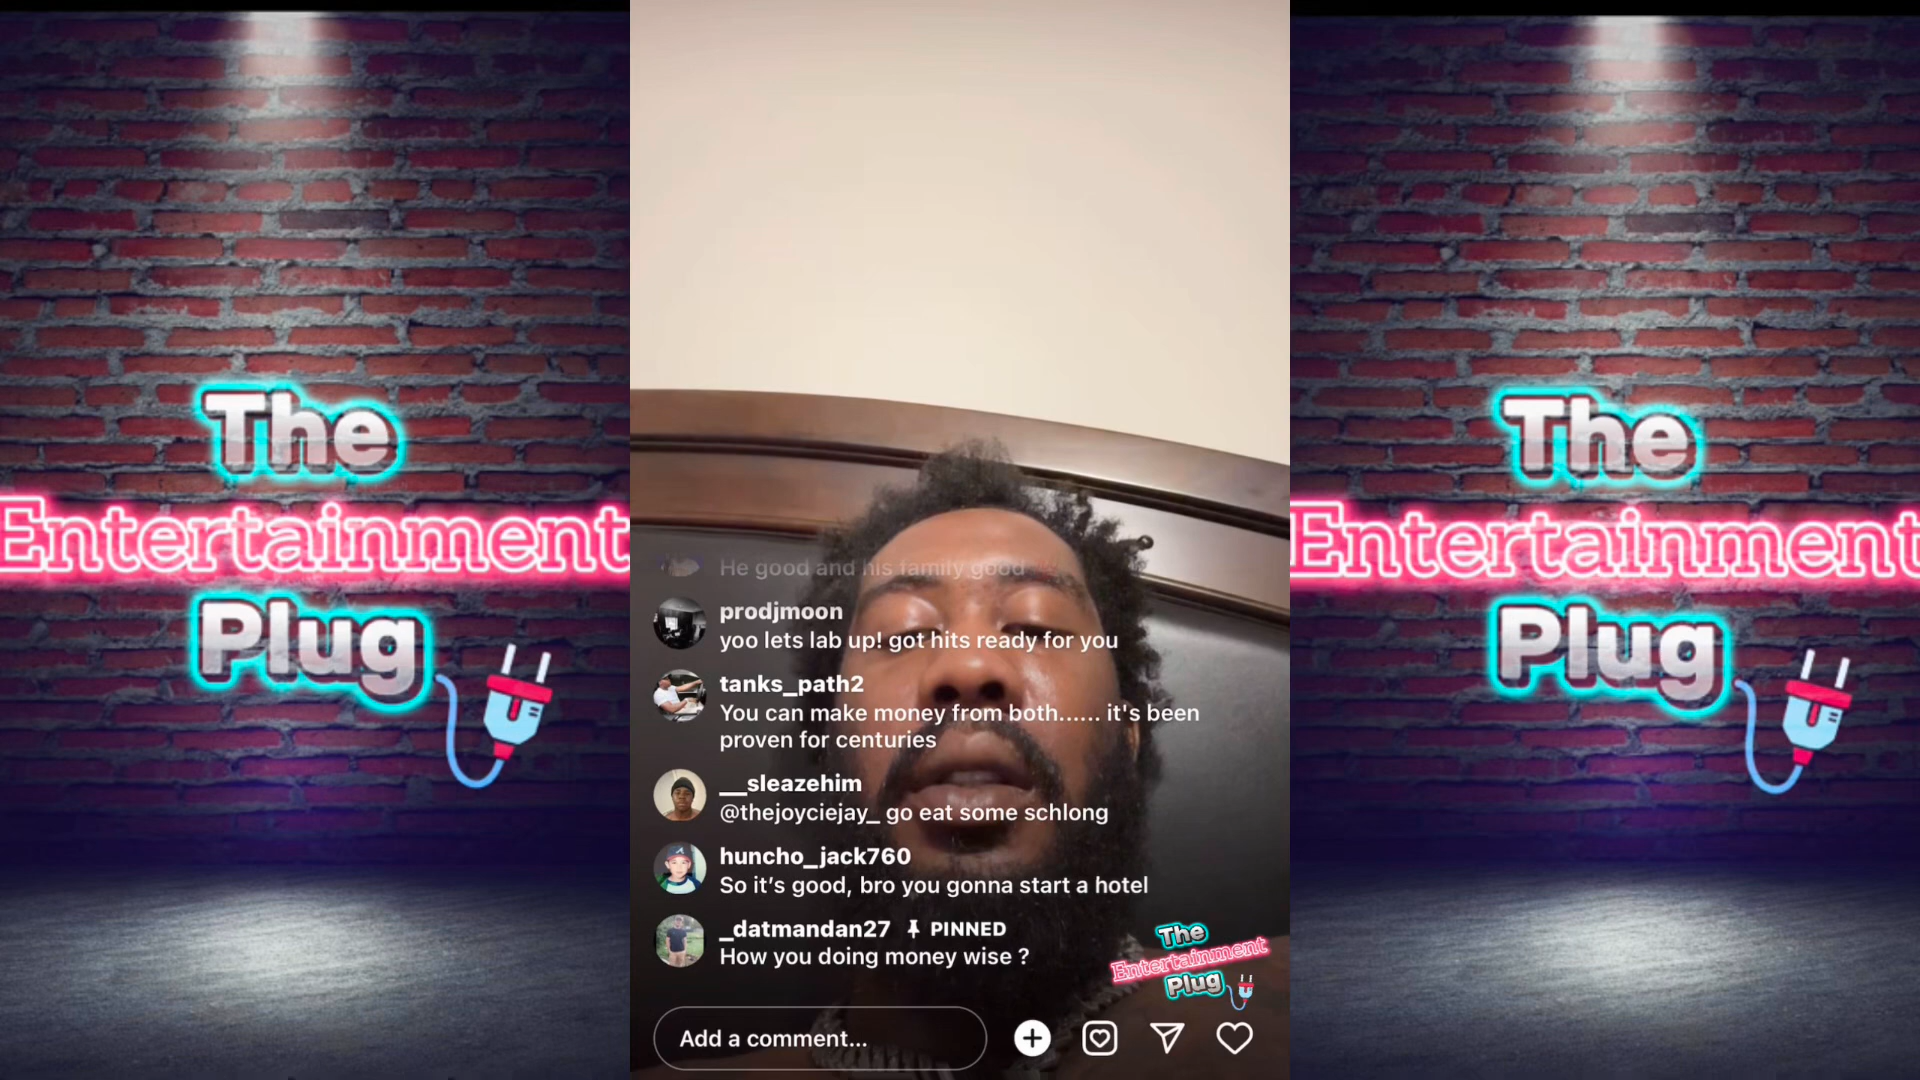 The
Entertainment
Plug
He good and his family good
prodjmoon
yoo lets lab up! got hits ready for you
tanks_path2
You can make money from both...... it's been
proven for centuries
__sleazehim
@thejoyciejay_ go eat some schlong
huncho_jack760
So it’s good, bro you gonna start a hotel
_datmandan27 PINNED
How you doing money wise ?
Add a comment...
The
Entertainment
Plug
The
Entertainment
Plug